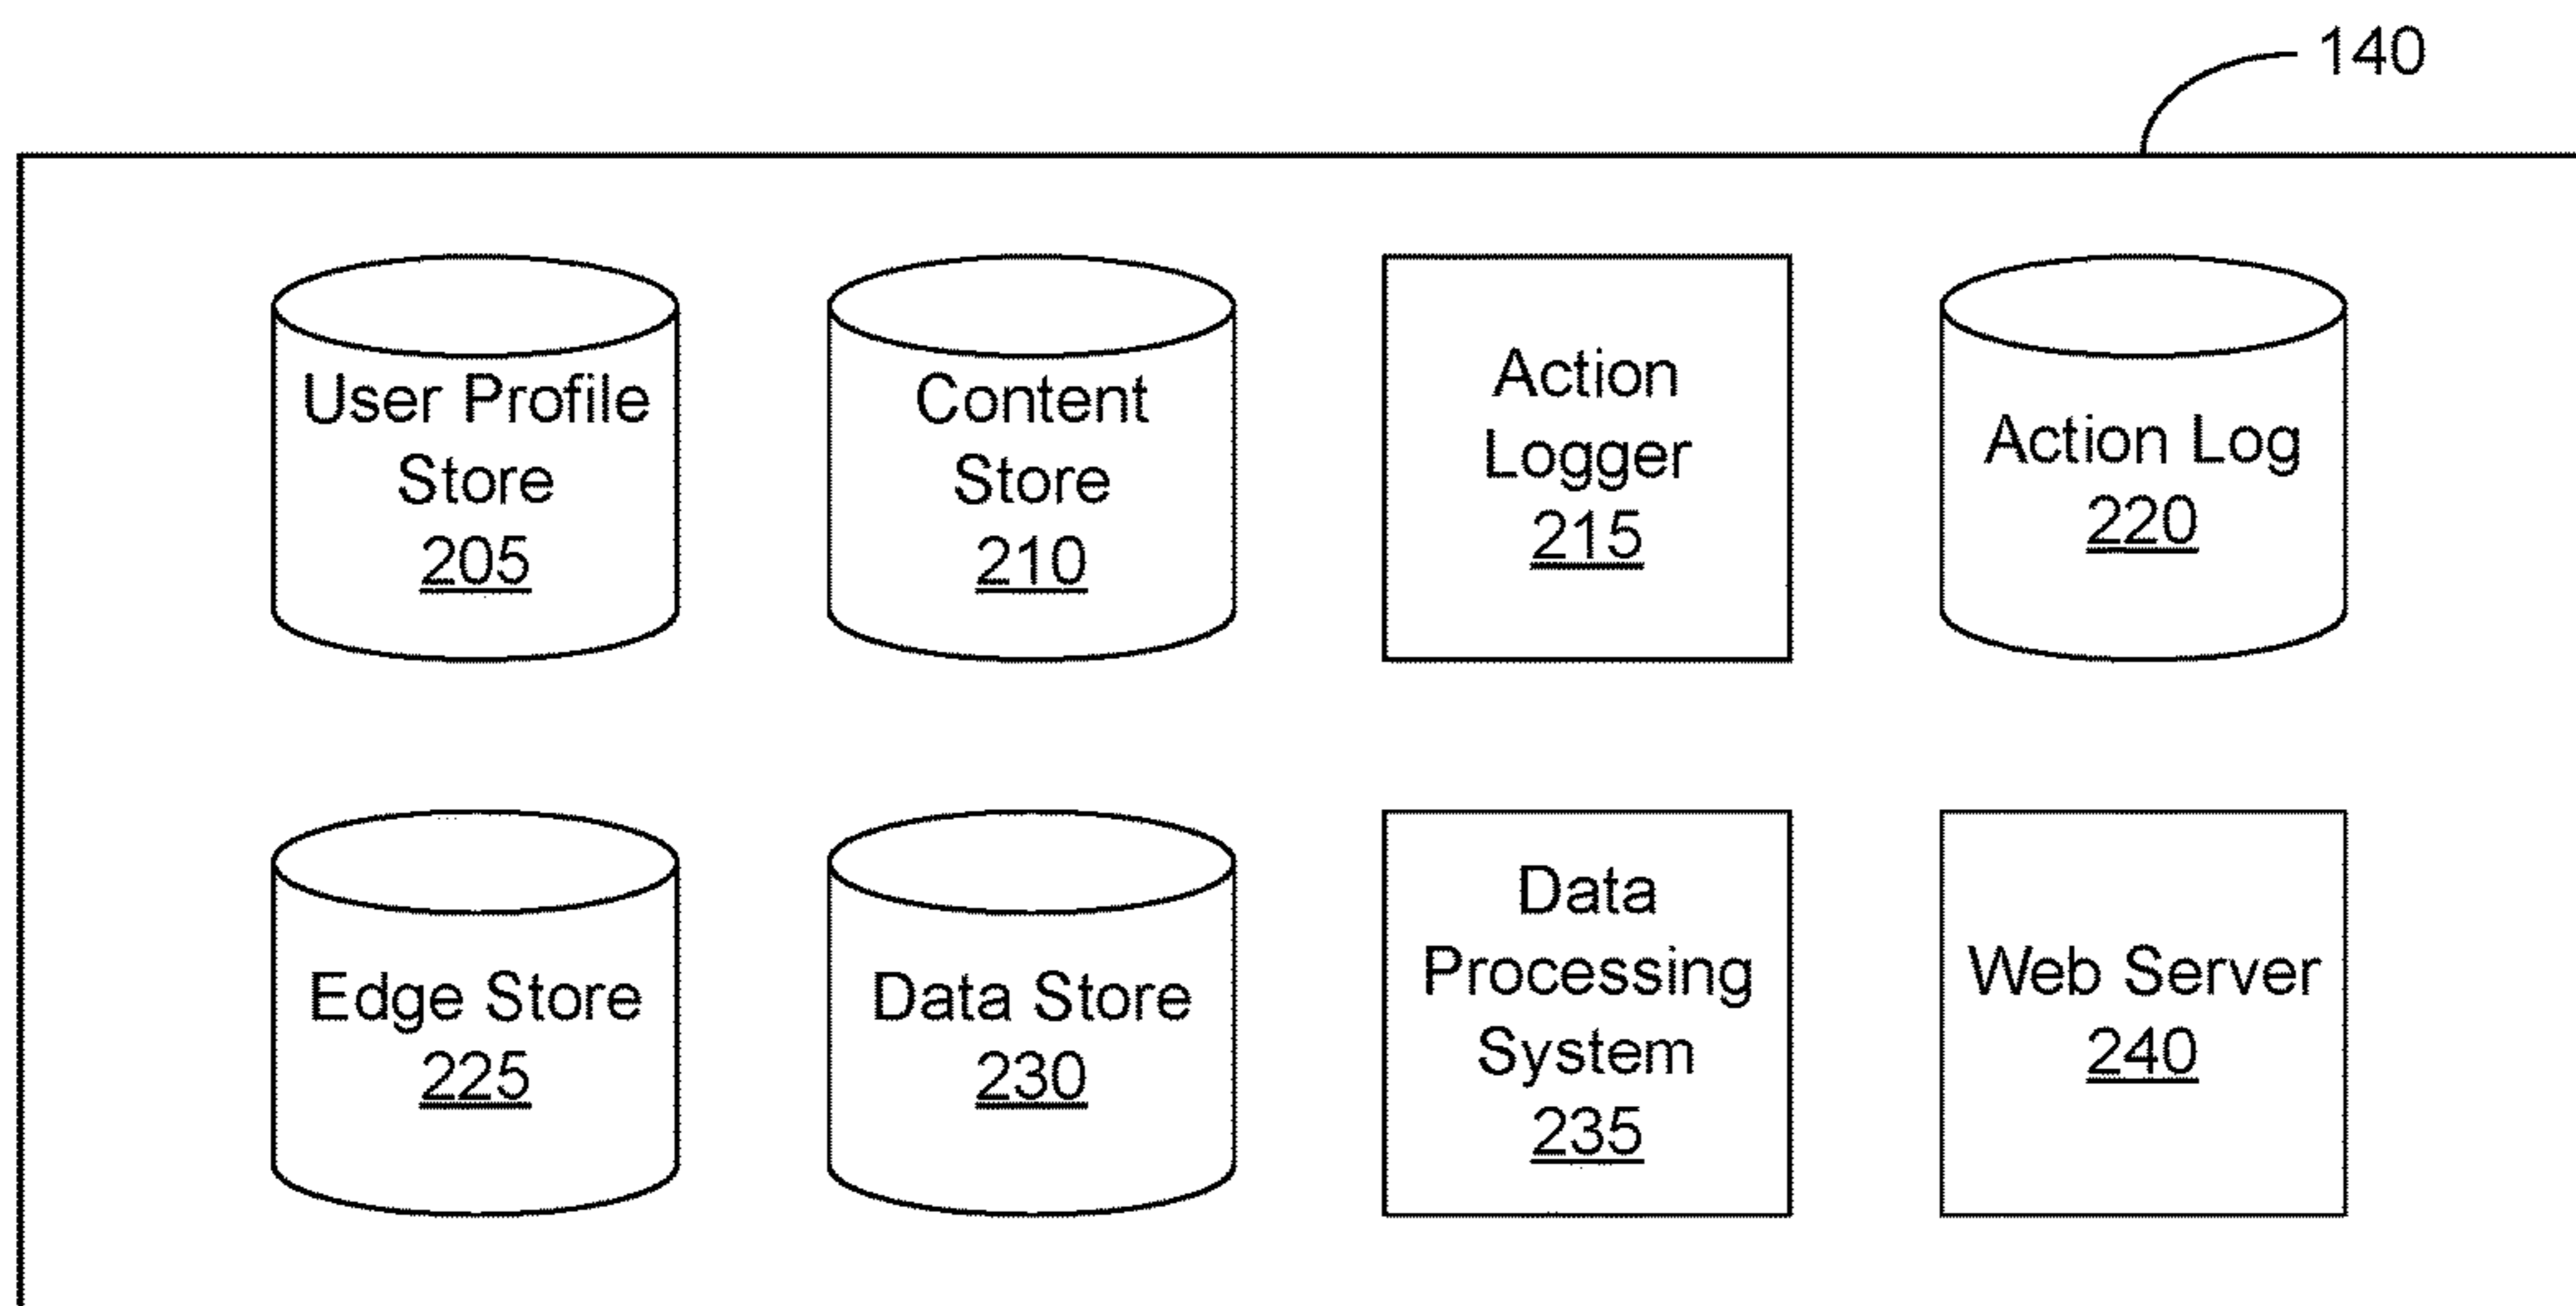 140
User Profile
Store
205
Content
Store
210
Action
Logger
215
Action Log
220
Edge Store
225
Data Store
230
Data
Processing
System
235
Web Server
240